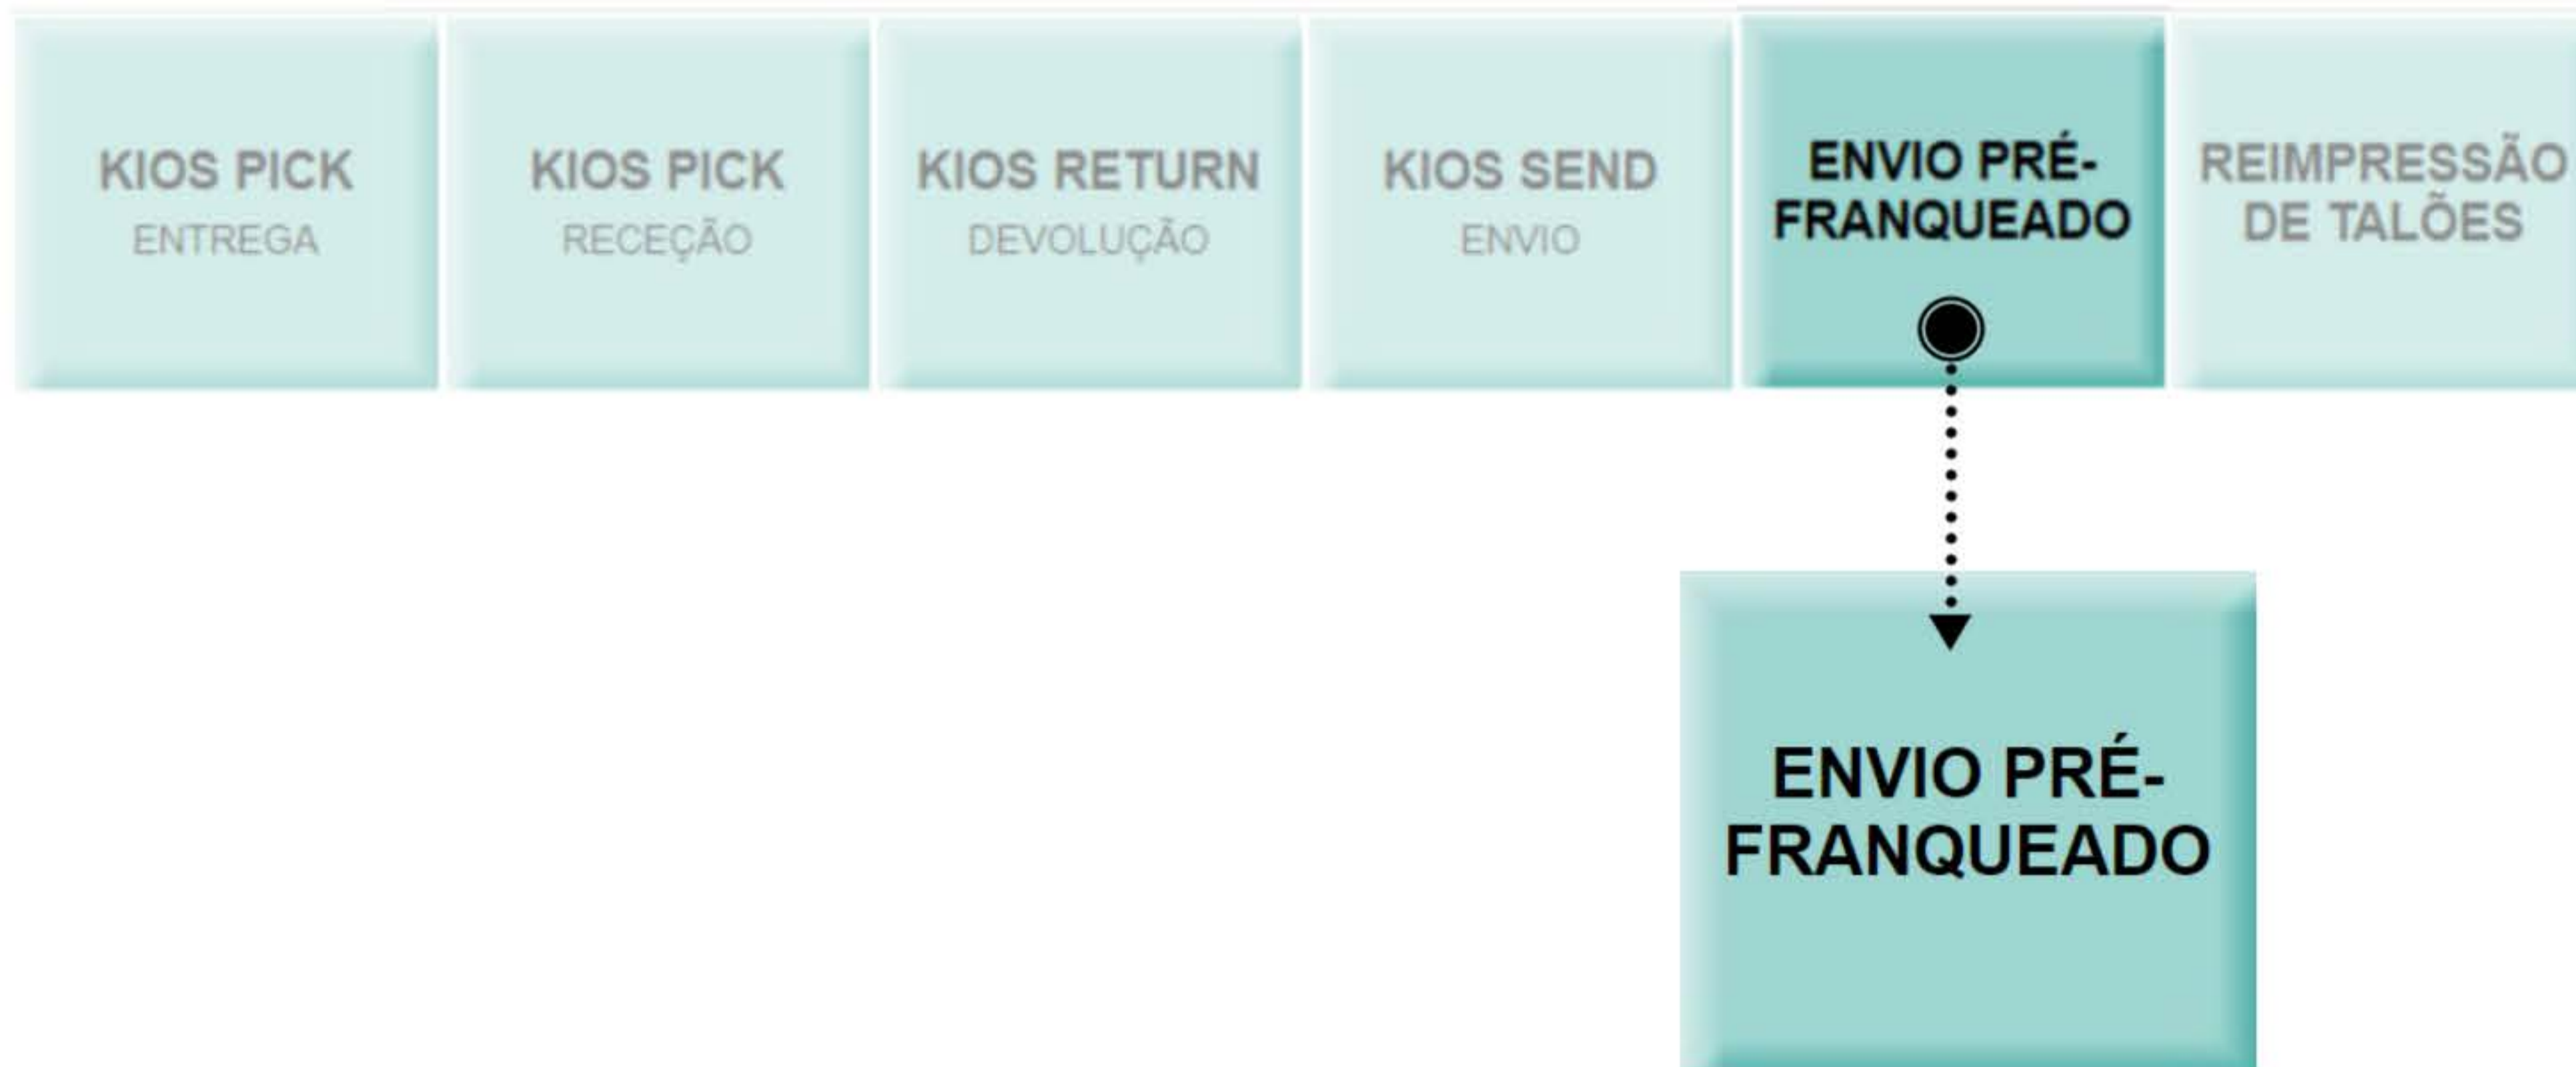 KIOS PICK
ENTREGA
KIOS PICK
RECEÇÃO
KIOS RETURN
DEVOLUÇÃO
KIOS SEND
ENVIO
ENVIO PRÉ-
FRANQUEADO
REIMPRESSÃO
DE TALÕES
ENVIO PRÉ-
FRANQUEADO